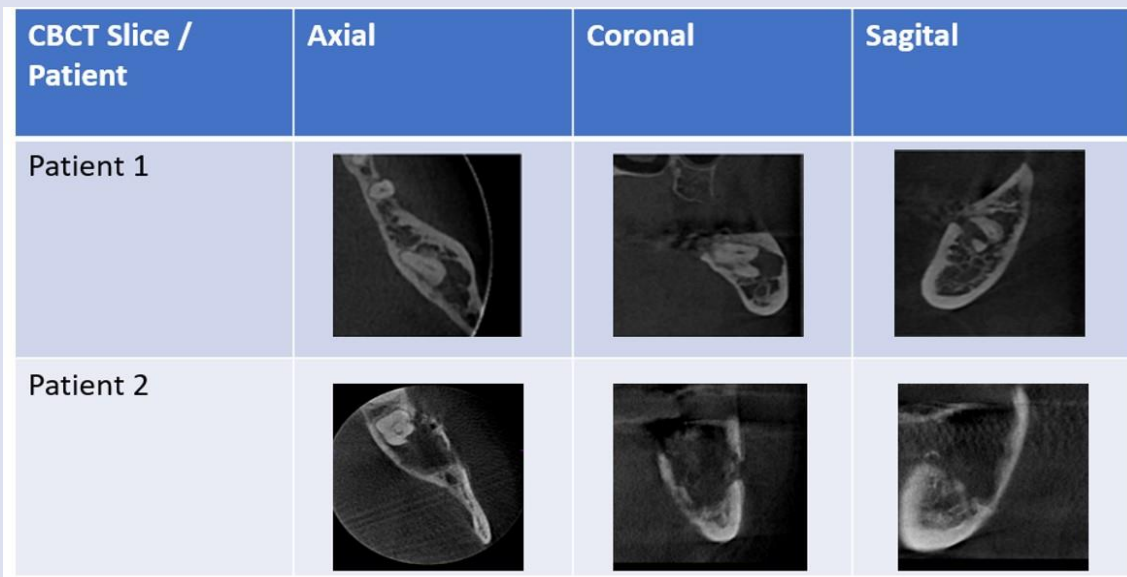 CBCT Slice /
Patient
Axial
Coronal
Sagital
Patient 1
Patient 2